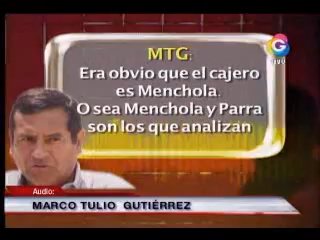 MTG:
Era obvio que el cajero
es Menchola.
O sea Menchola y Parra
son los que analizan
G
Audio:
MARCO TULIO GUTIÉRREZ